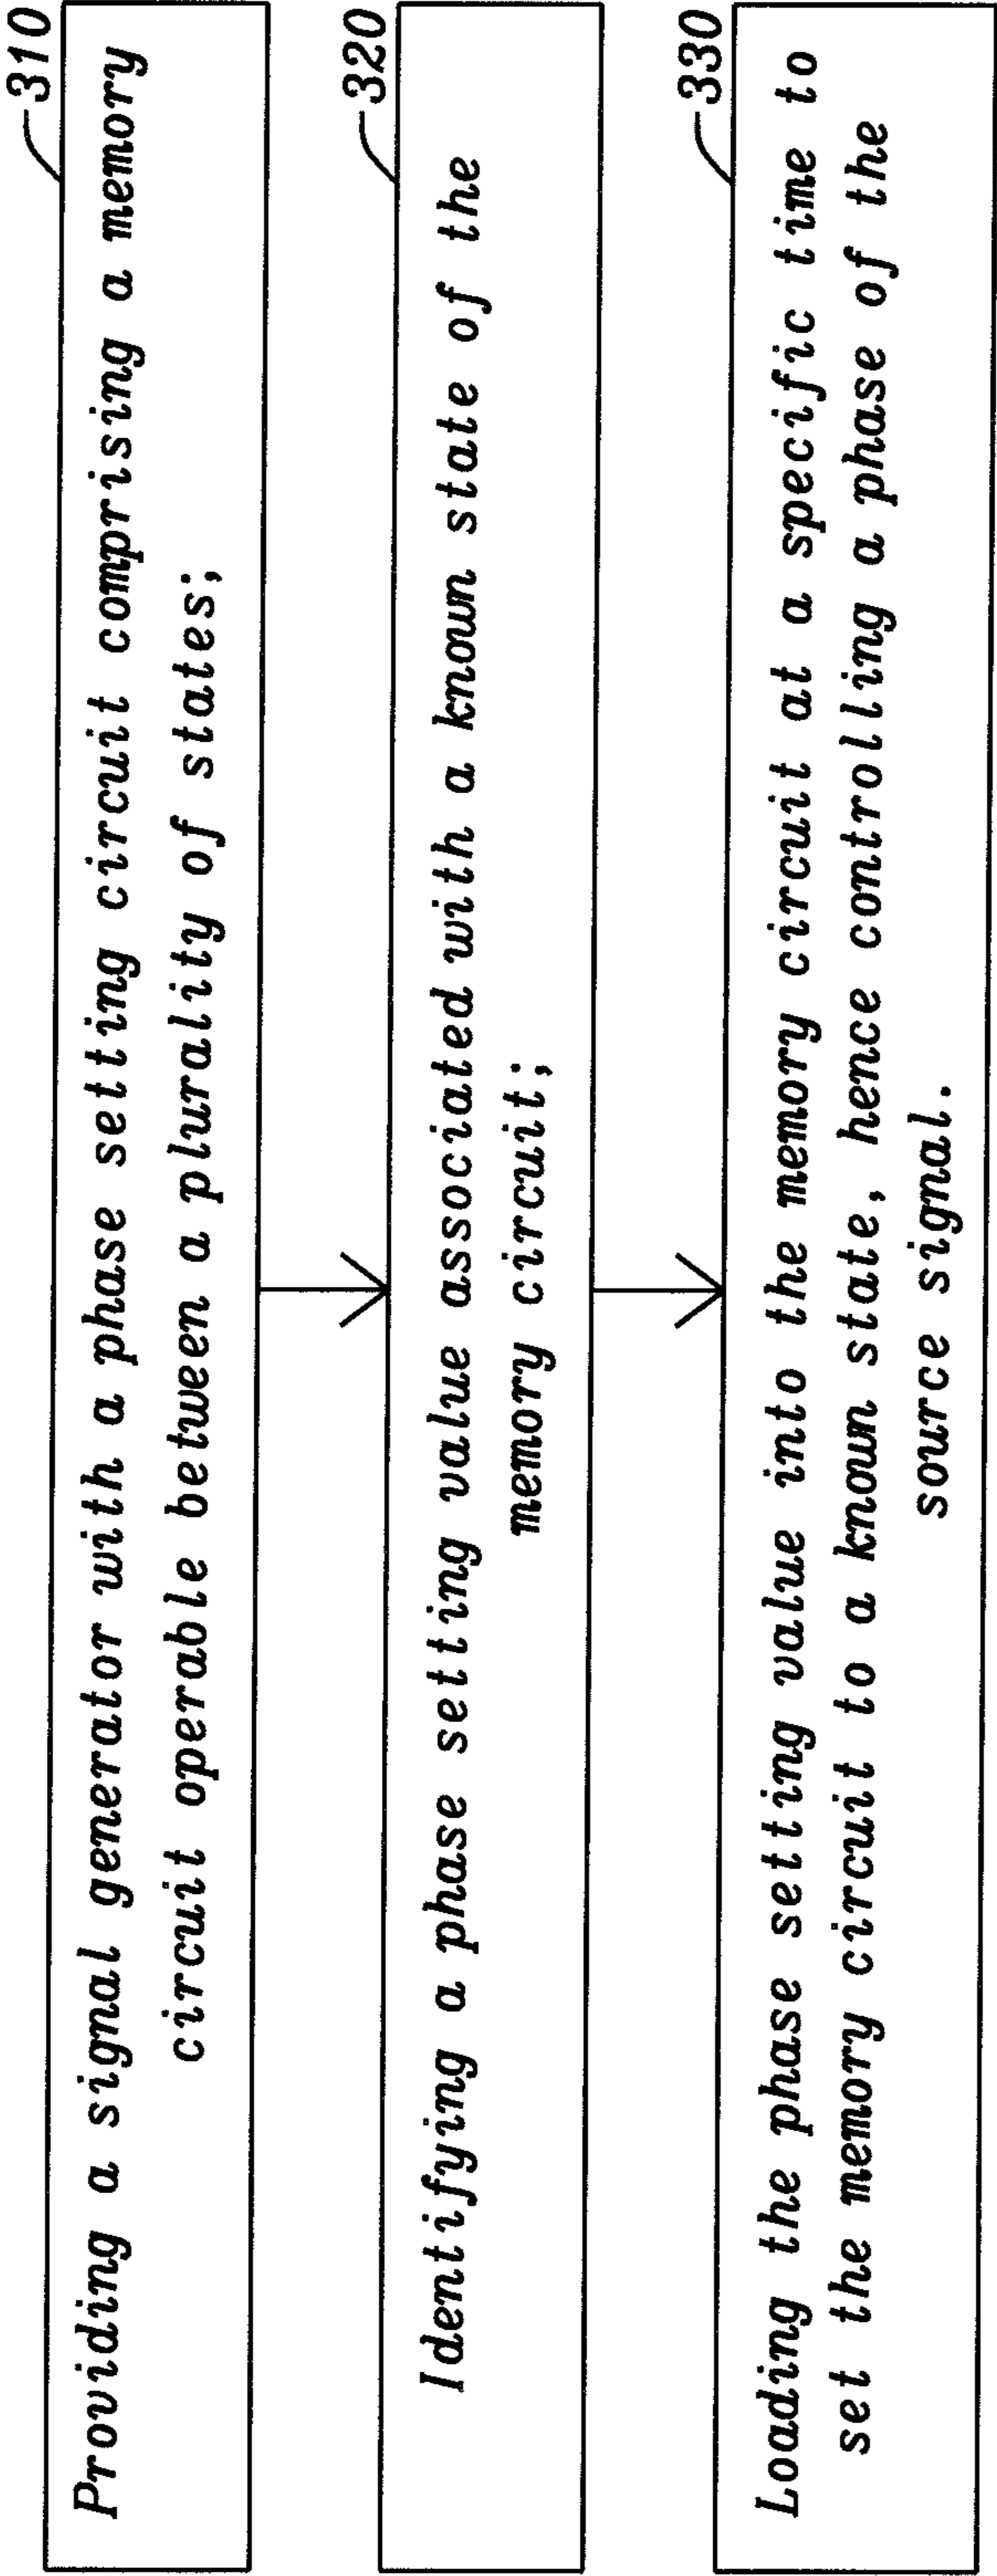 310
Providing a signal generator with a phase setting circuit comprising a memory
circuit operable between a plurality of states;
320
Identifying a phase setting value associated with a known state of the
memory circuit;
330
Loading the phase setting value into the memory circuit at a specific time to
set the memory circuit to a known state, hence controlling a phase of the
source signal.